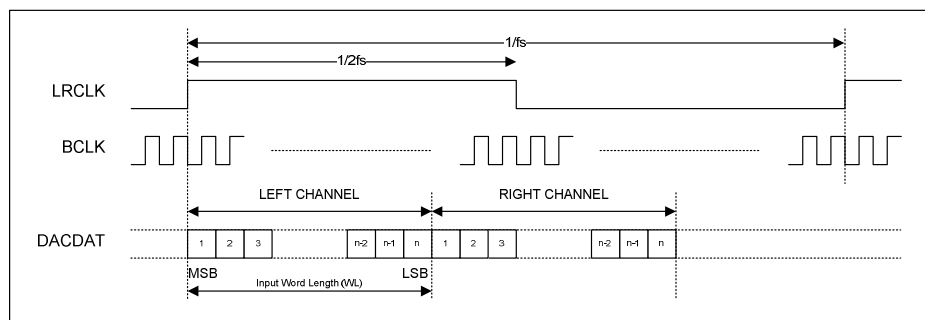 1/fs
1/2fs
LRCLK
BCLK
LEFT CHANNEL RIGHT CHANNEL
DACDAT 1 2 3 n-2 n-1 n 1 2 3 n-2 n-1 n
MSB LSB
Input Word Length (WL)